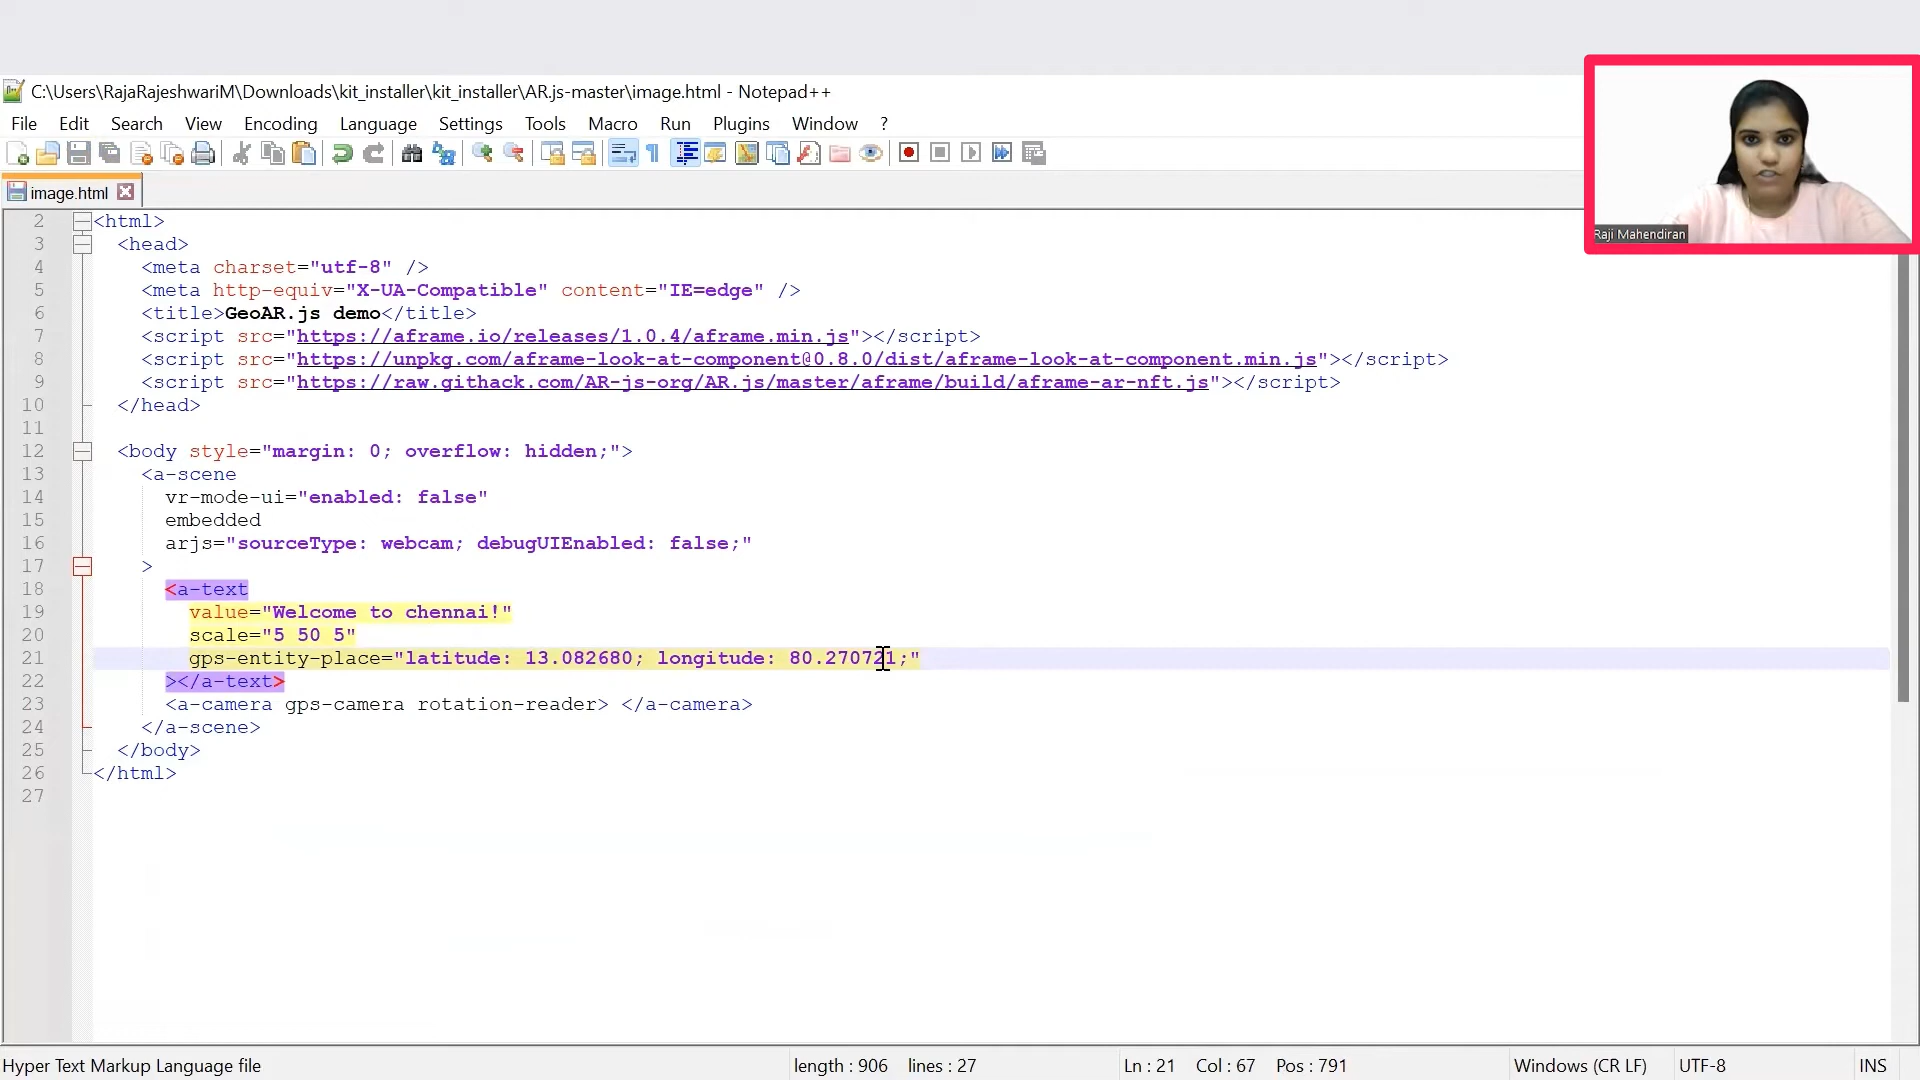 C:\Users\RajaRajeshwariM\Downloads\kit_installer\kit_installer\AR.js-master\image.html - Notepad++
File Edit Search View Encoding Language Settings Tools Macro Run Plugins Window ?
image.html
Raji Mahendiran
2 <html>
3 <head>
4 <meta charset="utf-8" />
5 <meta http-equiv="X-UA-Compatible" content="IE=edge" />
6 <title>GeoAR.js demo</title>
7 <script src="https://aframe.io/releases/1.0.4/aframe.min.js"></script>
8 <script src="https://unpkg.com/aframe-look-at-component@0.8.0/dist/aframe-look-at-component.min.js"></script>
9 <script src="https://raw.githack.com/AR-js-org/AR.js/master/aframe/build/aframe-ar-nft.js"></script>
10 </head>
11
12 <body style="margin: 0; overflow: hidden;">
13 <a-scene
14 vr-mode-ui="enabled: false"
15 embedded
16 arjs="sourceType: webcam; debugUIEnabled: false;"
17 >
18 <a-text
19 value="Welcome to chennai!"
20 scale="5 50 5"
21 gps-entity-place="latitude: 13.082680; longitude: 80.270721;"
22 ></a-text>
23 <a-camera gps-camera rotation-reader> </a-camera>
24 </a-scene>
25 </body>
26 </html>
27
Hyper Text Markup Language file length : 906 lines : 27 Ln : 21 Col : 67 Pos : 791 Windows (CR LF) UTF-8 INS